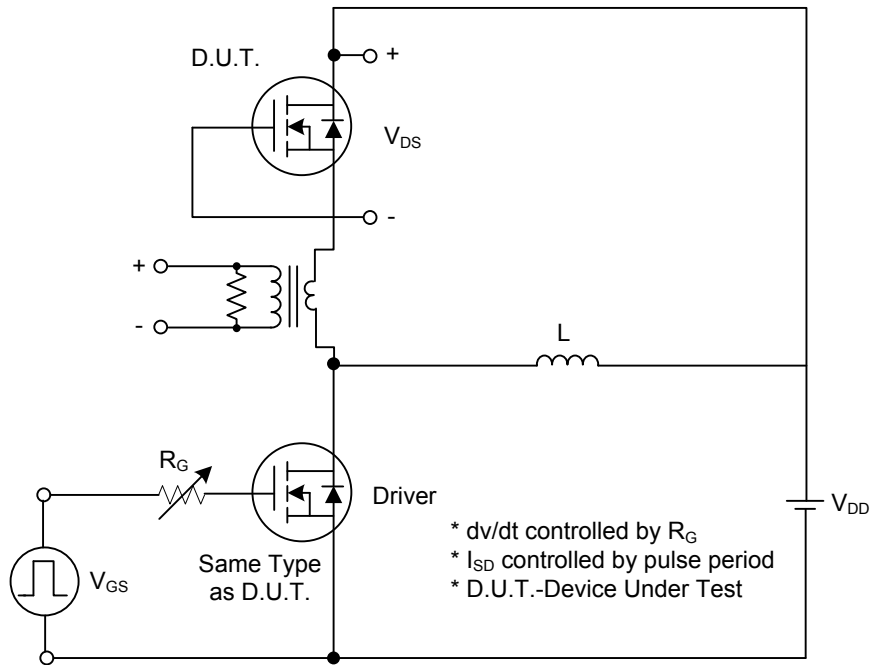 D.U.T.
+
V_DS
-
+
-
L
R_G
Driver
V_DD
* dv/dt controlled by R_G
* I_SD controlled by pulse period
* D.U.T.-Device Under Test
Same Type
as D.U.T.
V_GS